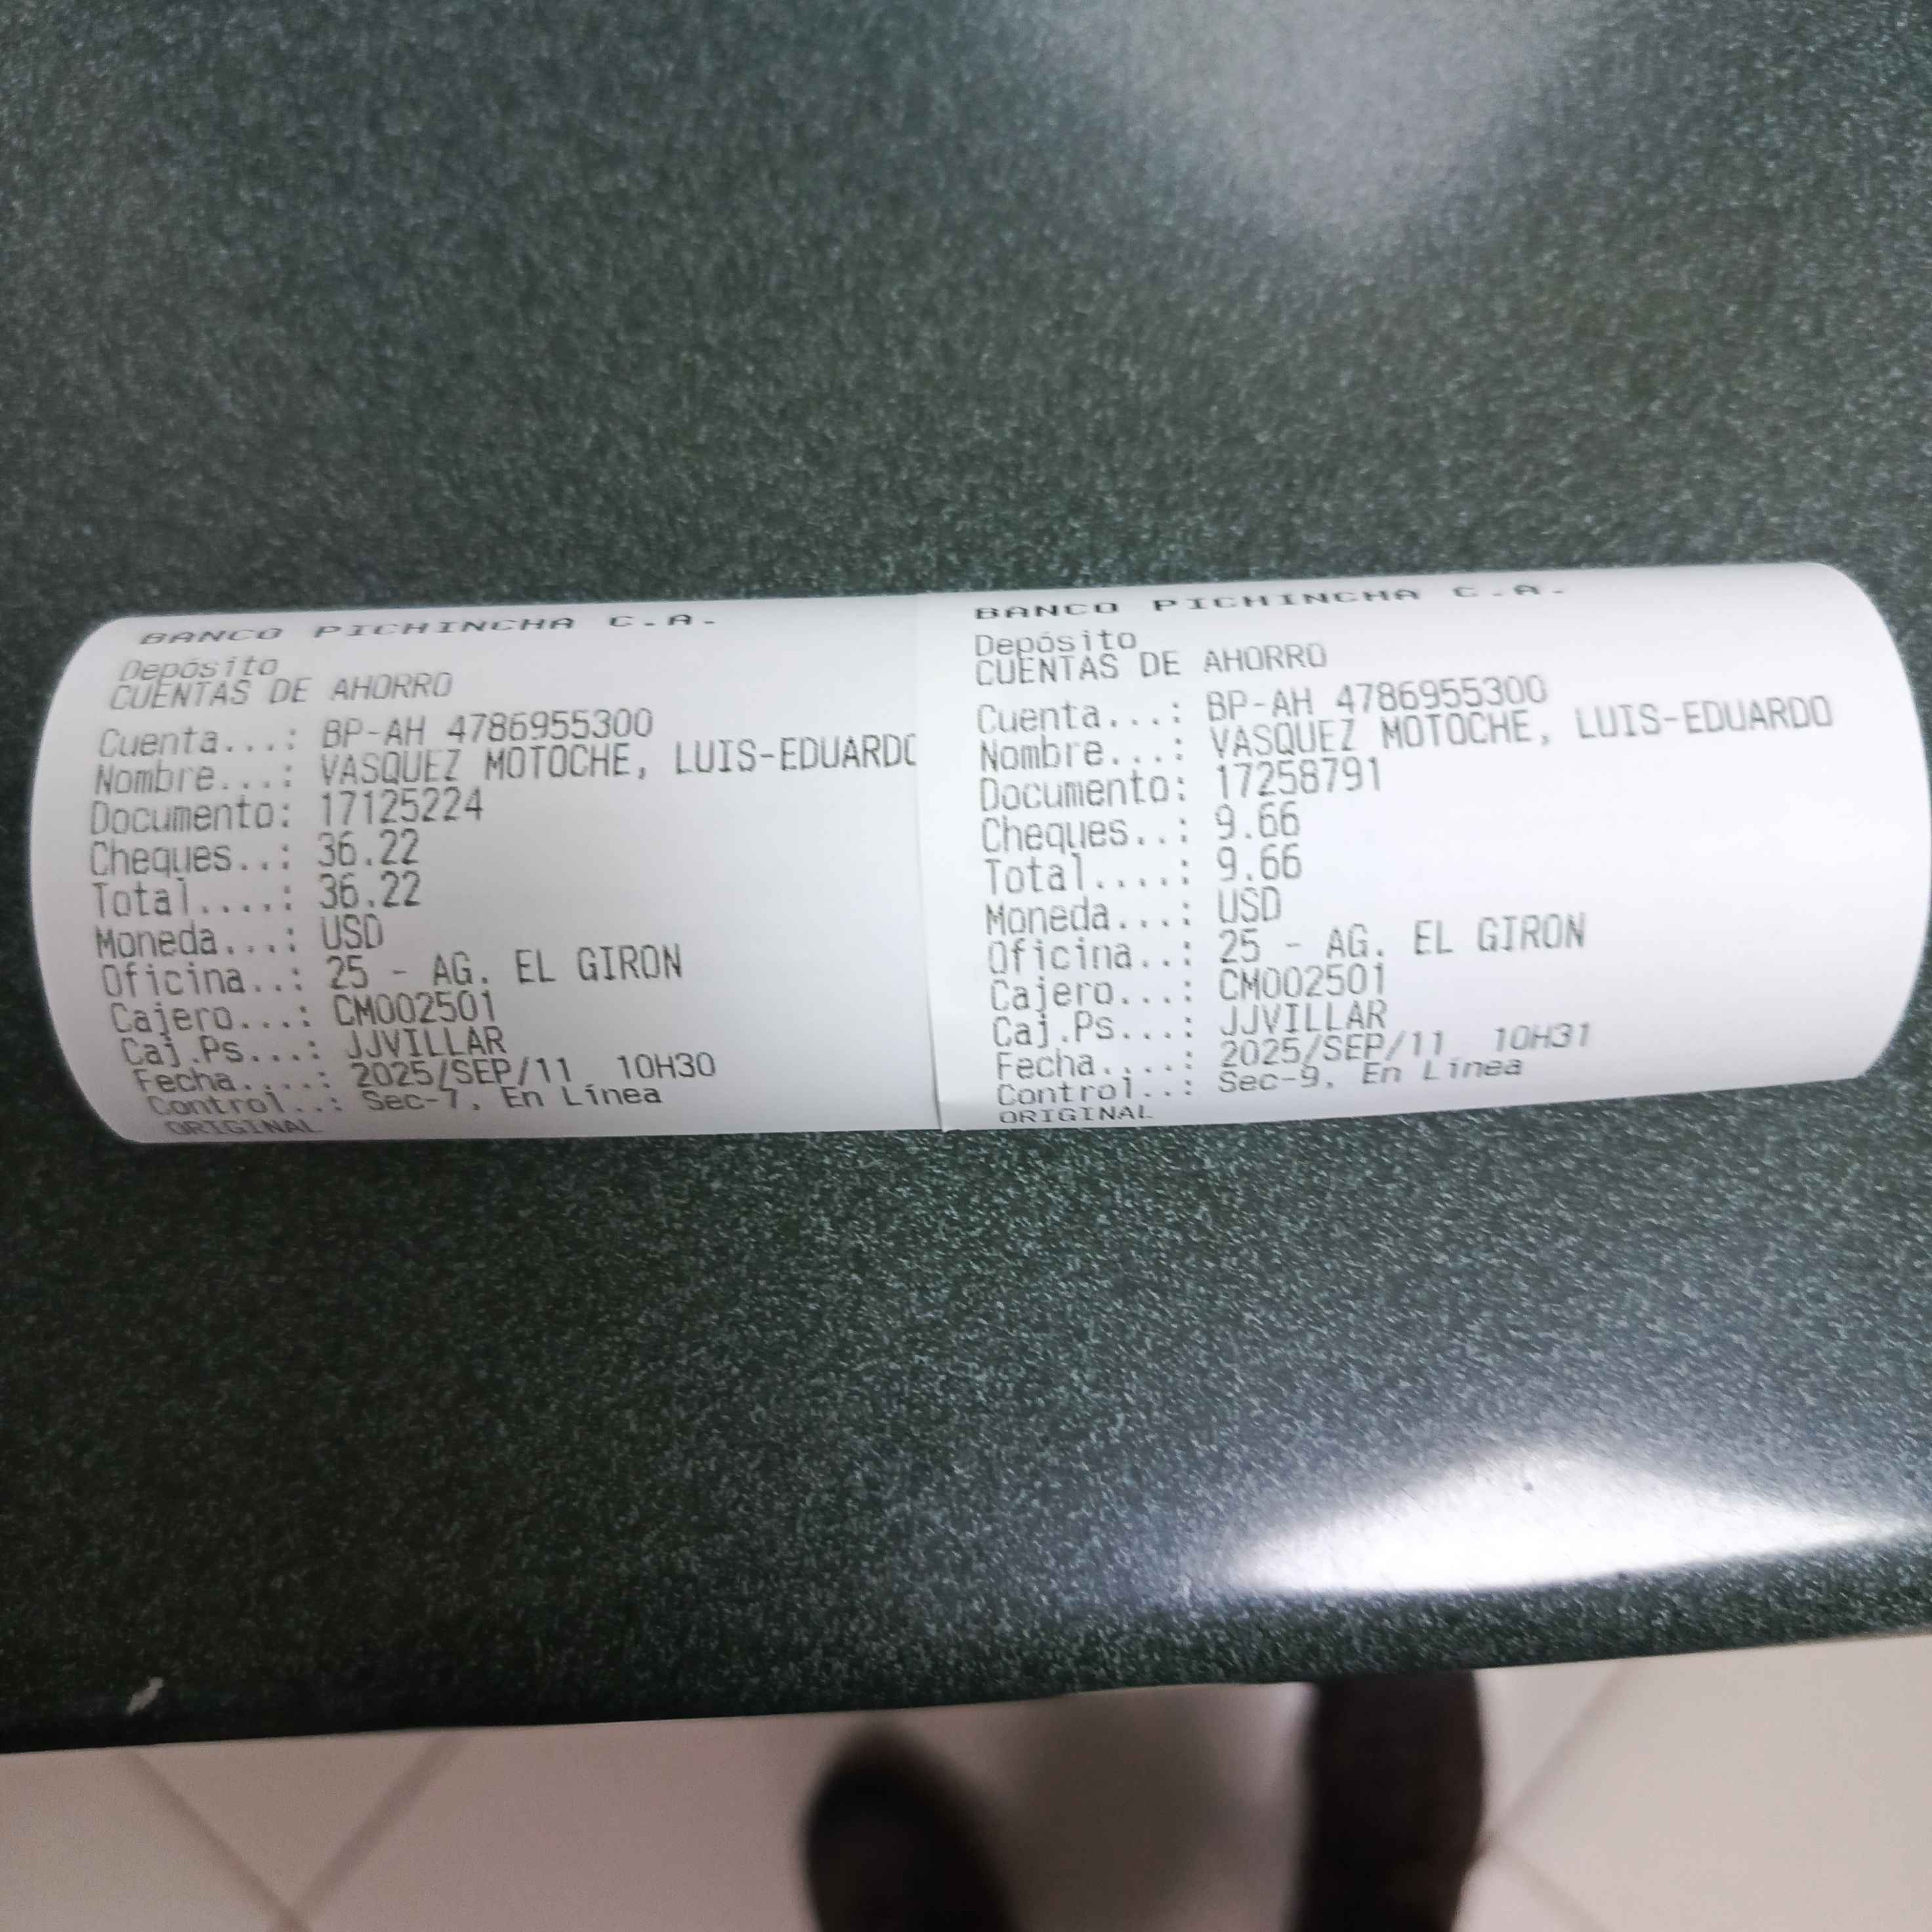 BANCO PICHINCHA C.A.
Depósito
CUENTAS DE AHORRO
Cuenta...: BP-AH 4786955300
Nombre...: VASQUEZ MOTOCHE, LUIS-EDUARDO
Documento: 17125224
Cheques..: 36.22
Total....: 36.22
Moneda...: USD
Oficina..: 25 - AG. EL GIRON
Cajero...: CM002501
Caj.Ps...: JJVILLAR
Fecha....: 2025/SEP/11 10H30
Control..: Sec-7, En Línea
ORIGINAL
BANCO PICHINCHA C.A.
Depósito
CUENTAS DE AHORRO
Cuenta...: BP-AH 4786955300
Nombre...: VASQUEZ MOTOCHE, LUIS-EDUARDO
Documento: 17258791
Cheques..: 9.66
Total....: 9.66
Moneda...: USD
Oficina..: 25 - AG. EL GIRON
Cajero...: CM002501
Caj.Ps...: JJVILLAR
Fecha....: 2025/SEP/11 10H31
Control..: Sec-9, En Línea
ORIGINAL